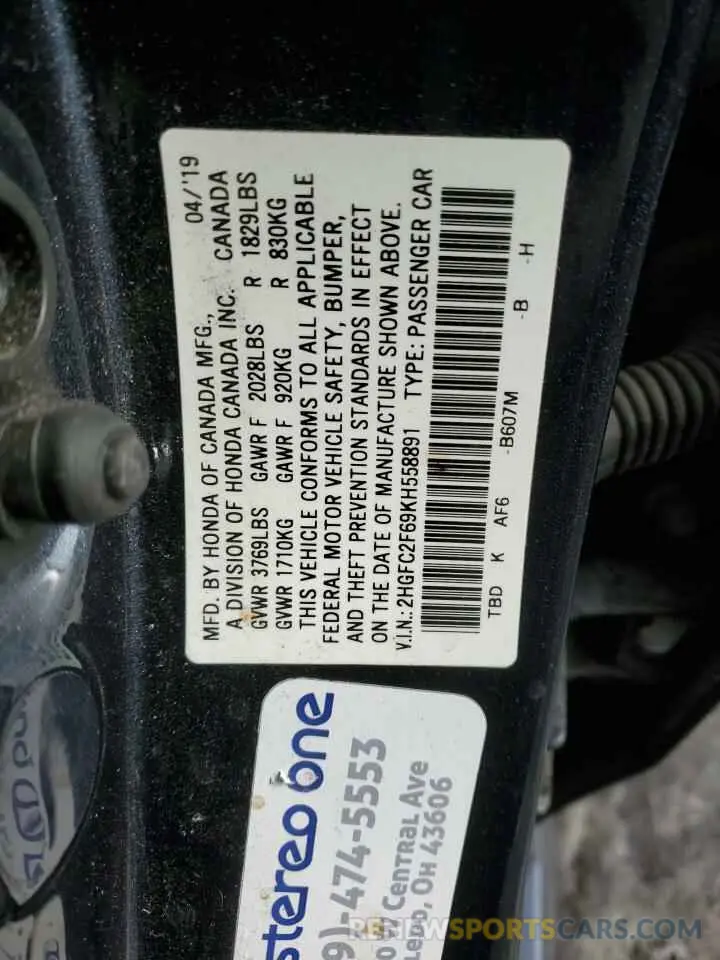 MFD. BY HONDA OF CANADA MFG., 04/'19
A DIVISION OF HONDA CANADA INC. CANADA
GVWR 3769LBS GAWR F 2028LBS R 1829LBS
GVWR 1710KG GAWR F 920KG R 830KG
THIS VEHICLE CONFORMS TO ALL APPLICABLE
FEDERAL MOTOR VEHICLE SAFETY, BUMPER,
AND THEFT PREVENTION STANDARDS IN EFFECT
ON THE DATE OF MANUFACTURE SHOWN ABOVE.
V.I.N.:2HGFC2F69KH558891 TYPE: PASSENGER CAR
TBD K AF6 -B607M -B -H
stereo one
9)-474-5553
Central Ave
, OH 43606
RENEWSPORTSCARS.COM